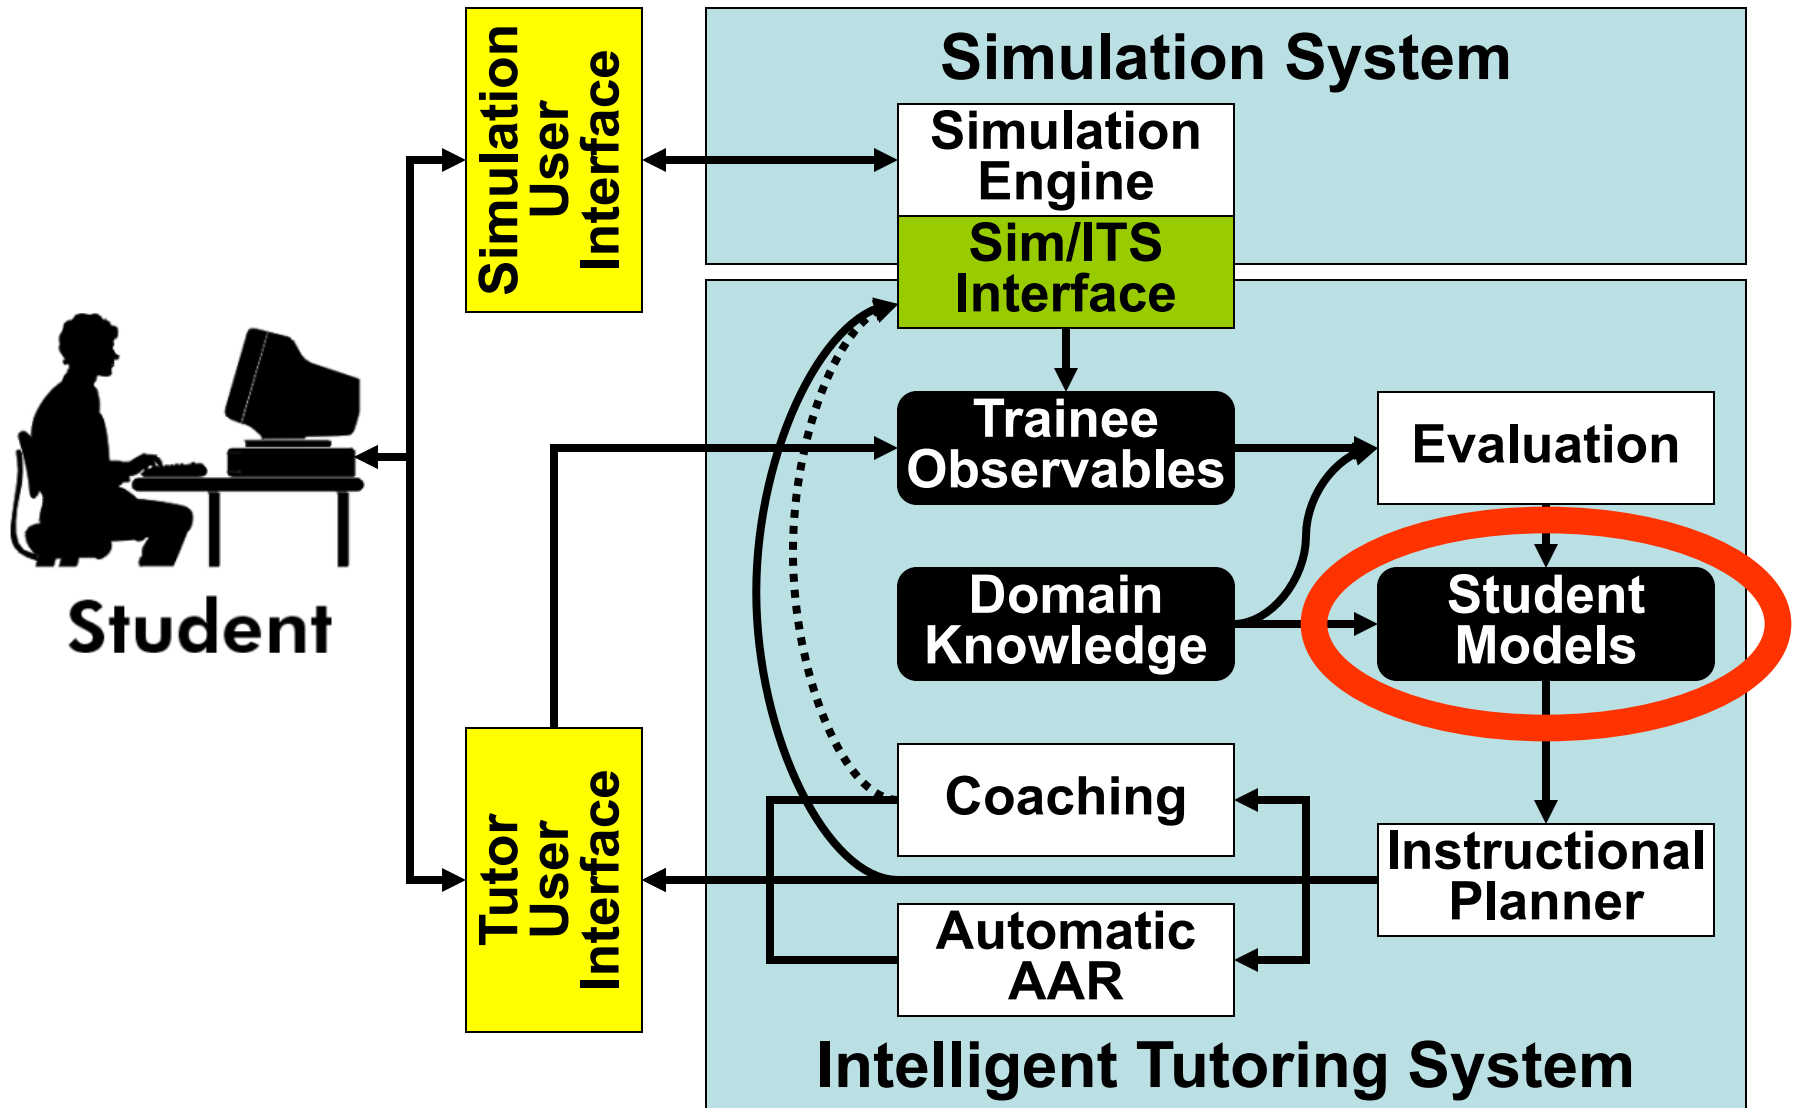 Simulation
User
Interface
Simulation System
Simulation
Engine
Sim/ITS
Interface
Trainee
Observables
Evaluation
Domain
Knowledge
Student
Models
Student
Coaching
Tutor
User
Interface
Instructional
Planner
Automatic
AAR
Intelligent Tutoring System